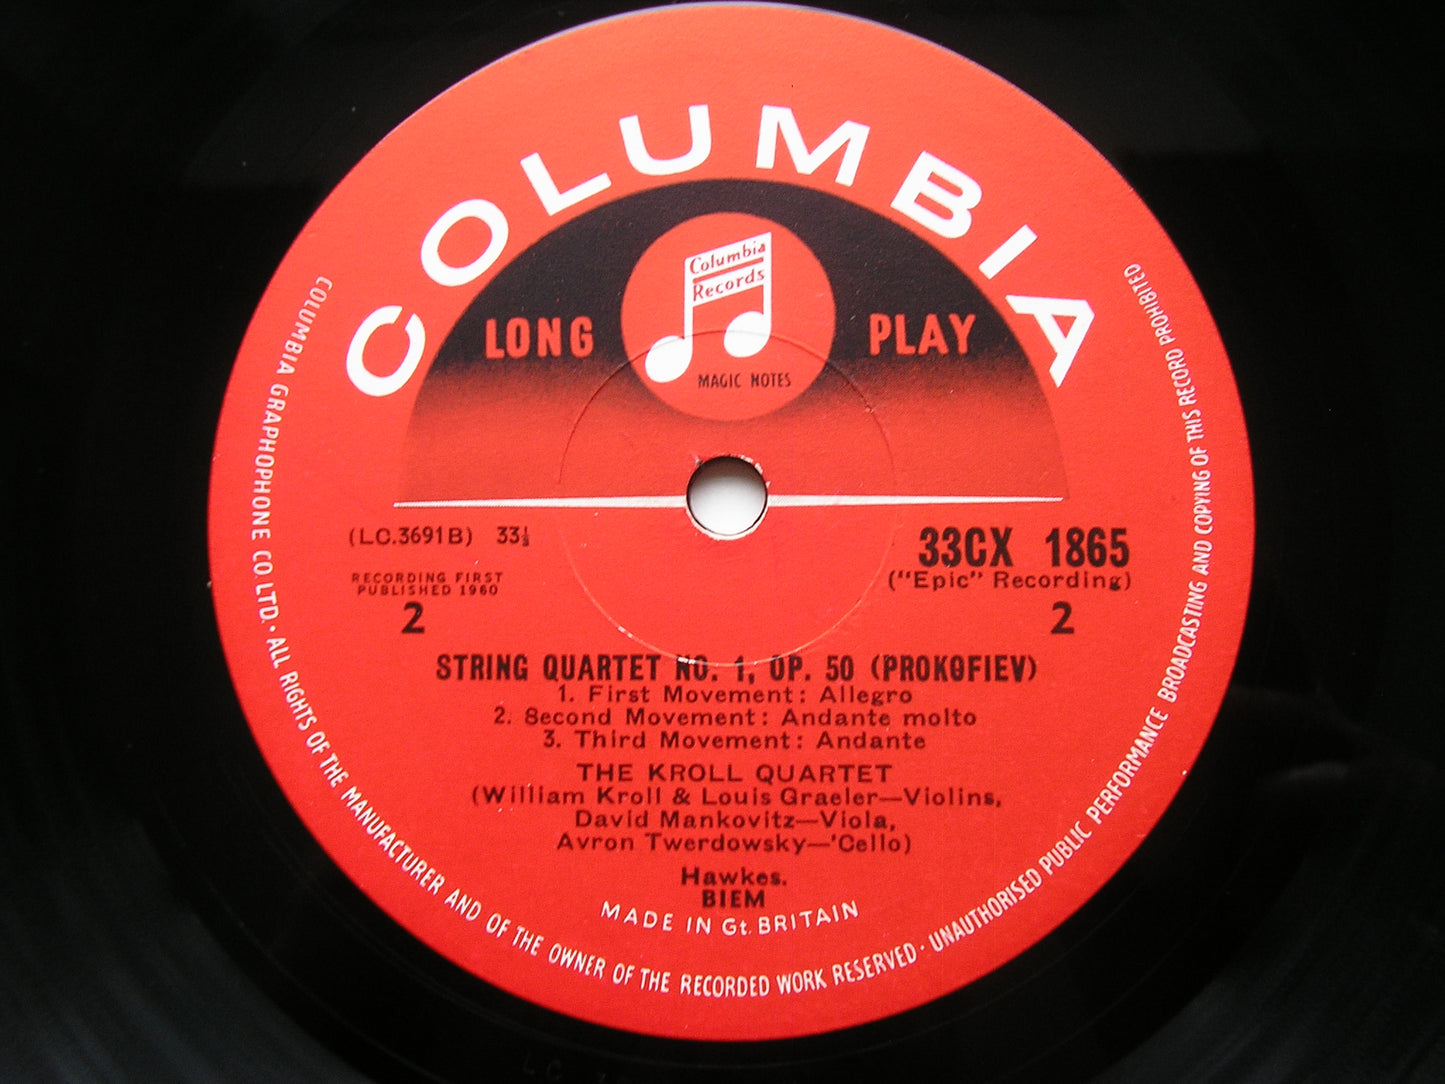 COLUMBIA
Columbia
Records
LONG PLAY
MAGIC NOTES
(LC.3691B) 33⅓
33CX 1865
("Epic" Recording)
RECORDING FIRST
PUBLISHED 1960
2
2
STRING QUARTET NO. 1, OP. 50 (PROKOFIEV)
1. First Movement: Allegro
2. Second Movement: Andante molto
3. Third Movement: Andante
THE KROLL QUARTET
(William Kroll & Louis Graeler—Violins,
David Mankovitz—Viola,
Avron Twerdowsky—'Cello)
Hawkes.
BIEM
MADE IN Gt. BRITAIN
COLUMBIA GRAPHOPHONE CO. LTD. · ALL RIGHTS OF THE MANUFACTURER AND OF THE OWNER OF THE RECORDED WORK RESERVED · UNAUTHORISED PUBLIC PERFORMANCE BROADCASTING AND COPYING OF THIS RECORD PROHIBITED